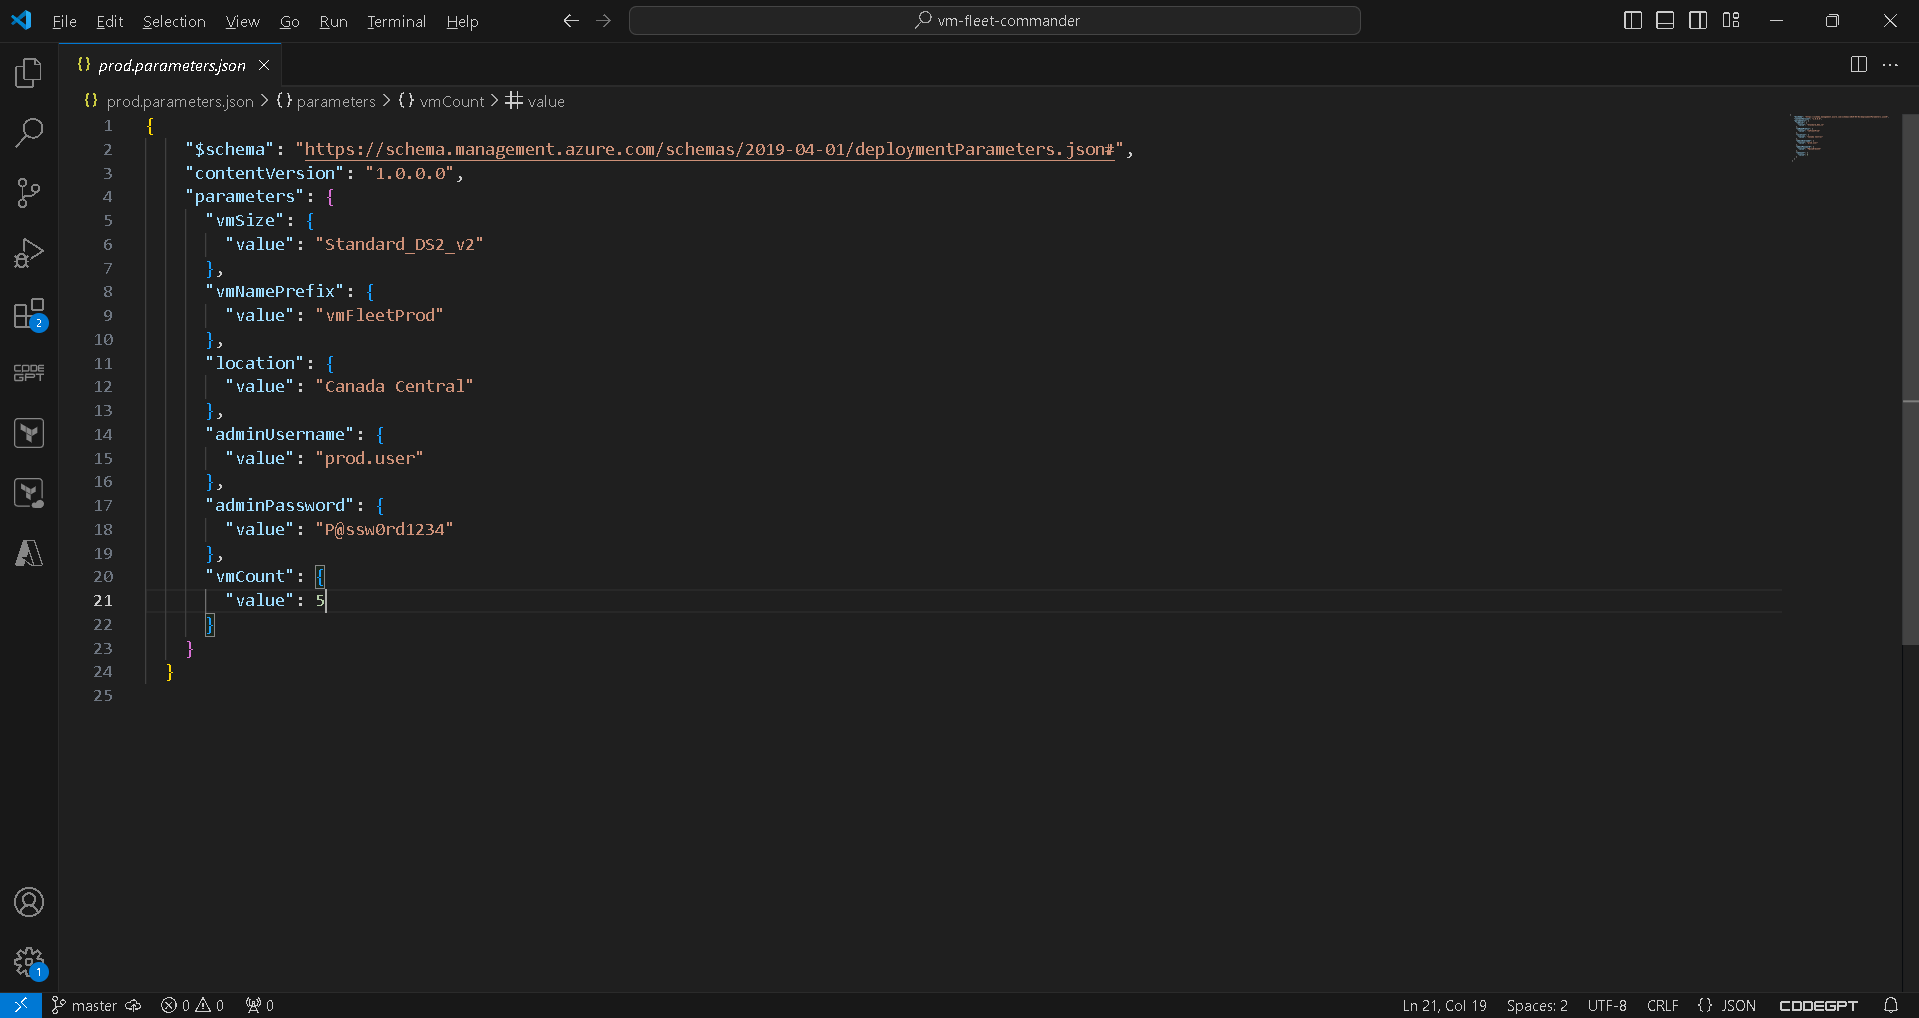 File Edit Selection View Go Run Terminal Help vm-fleet-commander
{} prod.parameters.json
{} prod.parameters.json > {} parameters > {} vmCount > # value
1 {
2 "$schema": "https://schema.management.azure.com/schemas/2019-04-01/deploymentParameters.json#",
3 "contentVersion": "1.0.0.0",
4 "parameters": {
5 "vmSize": {
6 "value": "Standard_DS2_v2"
7 },
8 "vmNamePrefix": {
9 "value": "vmFleetProd"
10 },
11 "location": {
12 "value": "Canada Central"
13 },
14 "adminUsername": {
15 "value": "prod.user"
16 },
17 "adminPassword": {
18 "value": "P@ssw0rd1234"
19 },
20 "vmCount": {
21 "value": 5
22 }
23 }
24 }
25
2
CODE
GPT
1
master 0 0 0 Ln 21, Col 19 Spaces: 2 UTF-8 CRLF {} JSON CODEGPT